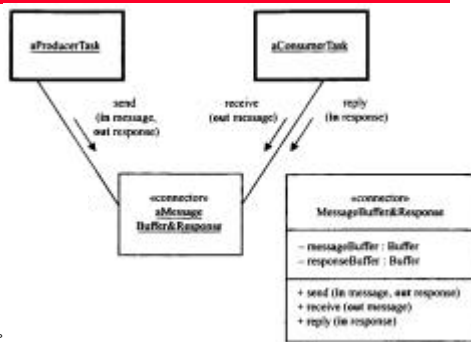 aProducerTask
aConsumerTask
send
(in message,
out response)
receive
(out message)
reply
(in response)
«connector»
aMessage
Buffer&Response
«connector»
MessageBuffer&Response
– messageBuffer : Buffer
– responseBuffer : Buffer
+ send (in message, out response)
+ receive (out message)
+ reply (in response)